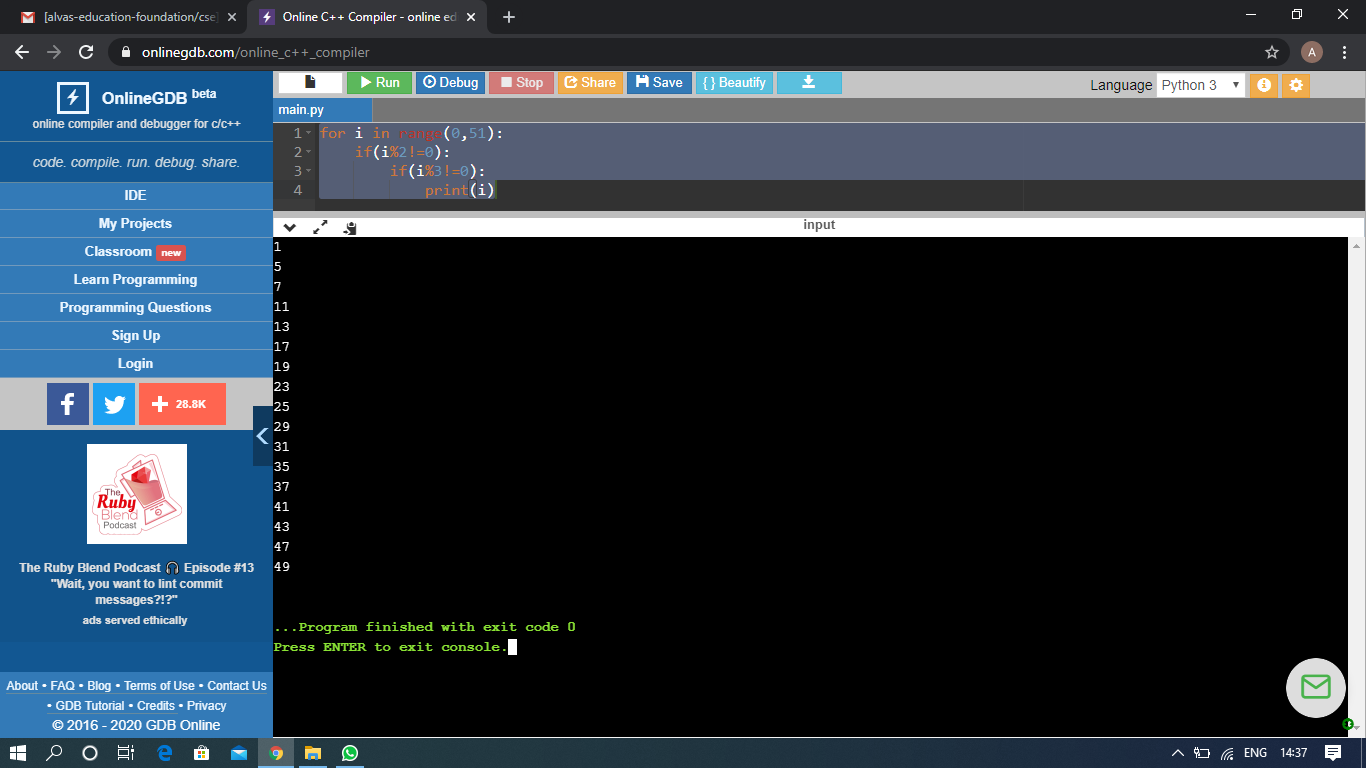 [alvas-education-foundation/cse]
Online C++ Compiler - online ed
onlinegdb.com/online_c++_compiler
A
OnlineGDB beta
online compiler and debugger for c/c++
code. compile. run. debug. share.
IDE
My Projects
Classroom new
Learn Programming
Programming Questions
Sign Up
Login
28.8K
The
Ruby
Blend
Podcast
The Ruby Blend Podcast 🎧 Episode #13
"Wait, you want to lint commit
messages?!?"
ads served ethically
About • FAQ • Blog • Terms of Use • Contact Us
• GDB Tutorial • Credits • Privacy
© 2016 - 2020 GDB Online
Run Debug Stop Share Save { } Beautify
Language Python 3
main.py
1 for i in range(0,51):
2 if(i%2!=0):
3 if(i%3!=0):
4 print(i)
input
1
5
7
11
13
17
19
23
25
29
31
35
37
41
43
47
49
...Program finished with exit code 0
Press ENTER to exit console.
ENG 14:37